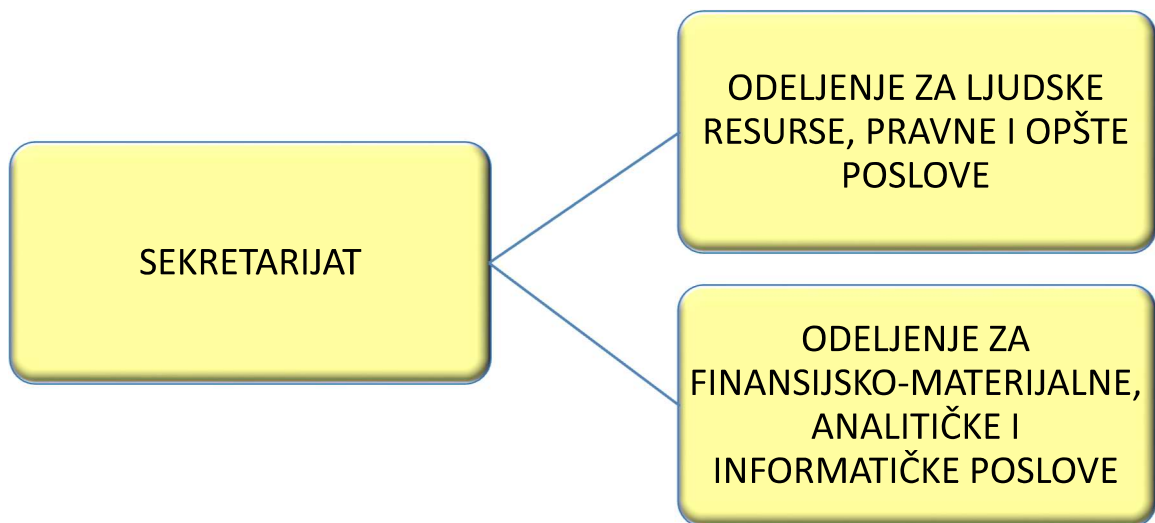 SEKRETARIJAT
ODELJENJE ZA LJUDSKE
RESURSE, PRAVNE I OPŠTE
POSLOVE
ODELJENJE ZA
FINANSIJSKO-MATERIJALNE,
ANALITIČKE I
INFORMATIČKE POSLOVE